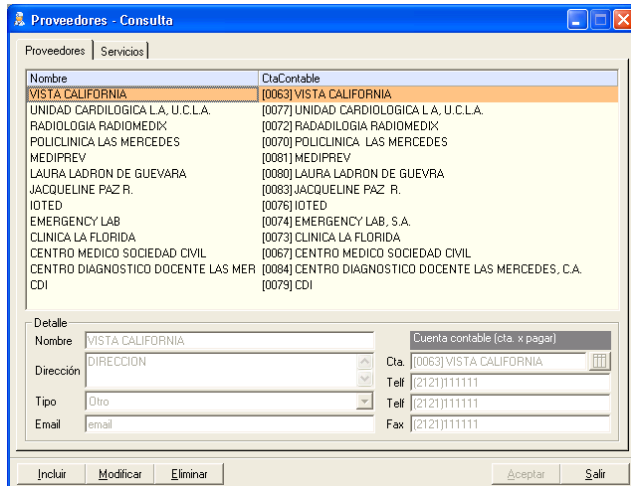 Proveedores - Consulta
Proveedores Servicios
Nombre CtaContable
VISTA CALIFORNIA [0063] VISTA CALIFORNIA
UNIDAD CARDILOGICA L.A, U.C.L.A. [0077] UNIDAD CARDIOLOGICA L A, U.C.L.A.
RADIOLOGIA RADIOMEDIX [0072] RADADILOGIA RADIOMEDIX
POLICLINICA LAS MERCEDES [0070] POLICLINICA LAS MERCEDES
MEDIPREV [0081] MEDIPREV
LAURA LADRON DE GUEVARA [0080] LAURA LADRON DE GUEVRA
JACQUELINE PAZ R. [0083] JACQUELINE PAZ R.
IOTED [0076] IOTED
EMERGENCY LAB [0074] EMERGENCY LAB, S.A.
CLINICA LA FLORIDA [0073] CLINICA LA FLORIDA
CENTRO MEDICO SOCIEDAD CIVIL [0067] CENTRO MEDICO SOCIEDAD CIVIL
CENTRO DIAGNOSTICO DOCENTE LAS MER [0084] CENTRO DIAGNOSTICO DOCENTE LAS MERCEDES, C.A.
CDI [0079] CDI
Detalle
Nombre VISTA CALIFORNIA Cuenta contable (cta. x pagar)
Dirección DIRECCION Cta. [0063] VISTA CALIFORNIA
Telf (2121)111111
Tipo Otro Telf (2121)111111
Email email Fax (2121)111111
Incluir Modificar Eliminar Aceptar Salir